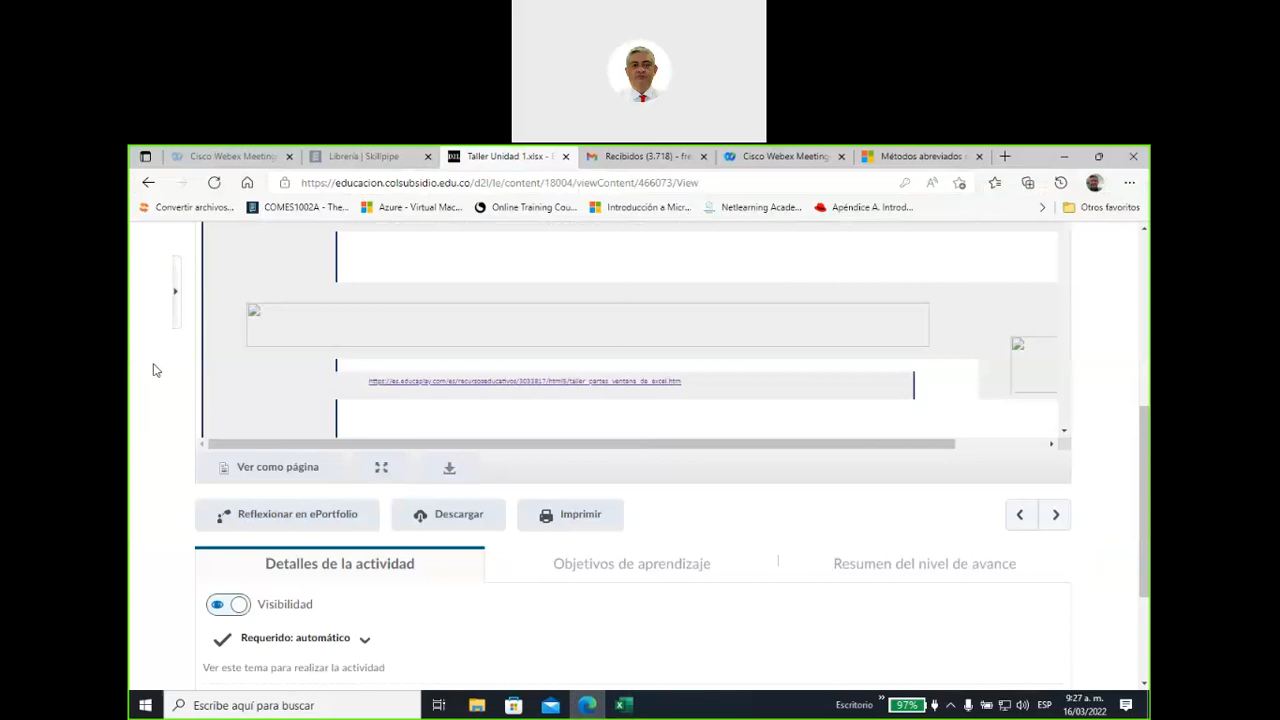 Cisco Webex Meeting
Librería | Skillpipe
Taller Unidad 1.xlsx - E
Recibidos (3.718) - fre
Cisco Webex Meeting
Métodos abreviados
https://educacion.colsubsidio.edu.co/d2l/le/content/18004/viewContent/466073/View
Convertir archivos...
COMES1002A - The...
Azure - Virtual Mac...
Online Training Cou...
Introducción a Micr...
Netlearning Acade...
Apéndice A. Introd...
Otros favoritos
https://es.educaplay.com/es/recursoseducativos/3033817/html5/taller_partes_ventana_de_excel.htm
Ver como página
Reflexionar en ePortfolio
Descargar
Imprimir
Detalles de la actividad
Objetivos de aprendizaje
Resumen del nivel de avance
Visibilidad
Requerido: automático
Ver este tema para realizar la actividad
Escribe aquí para buscar
Escritorio
97%
ESP
9:27 a. m.
16/03/2022